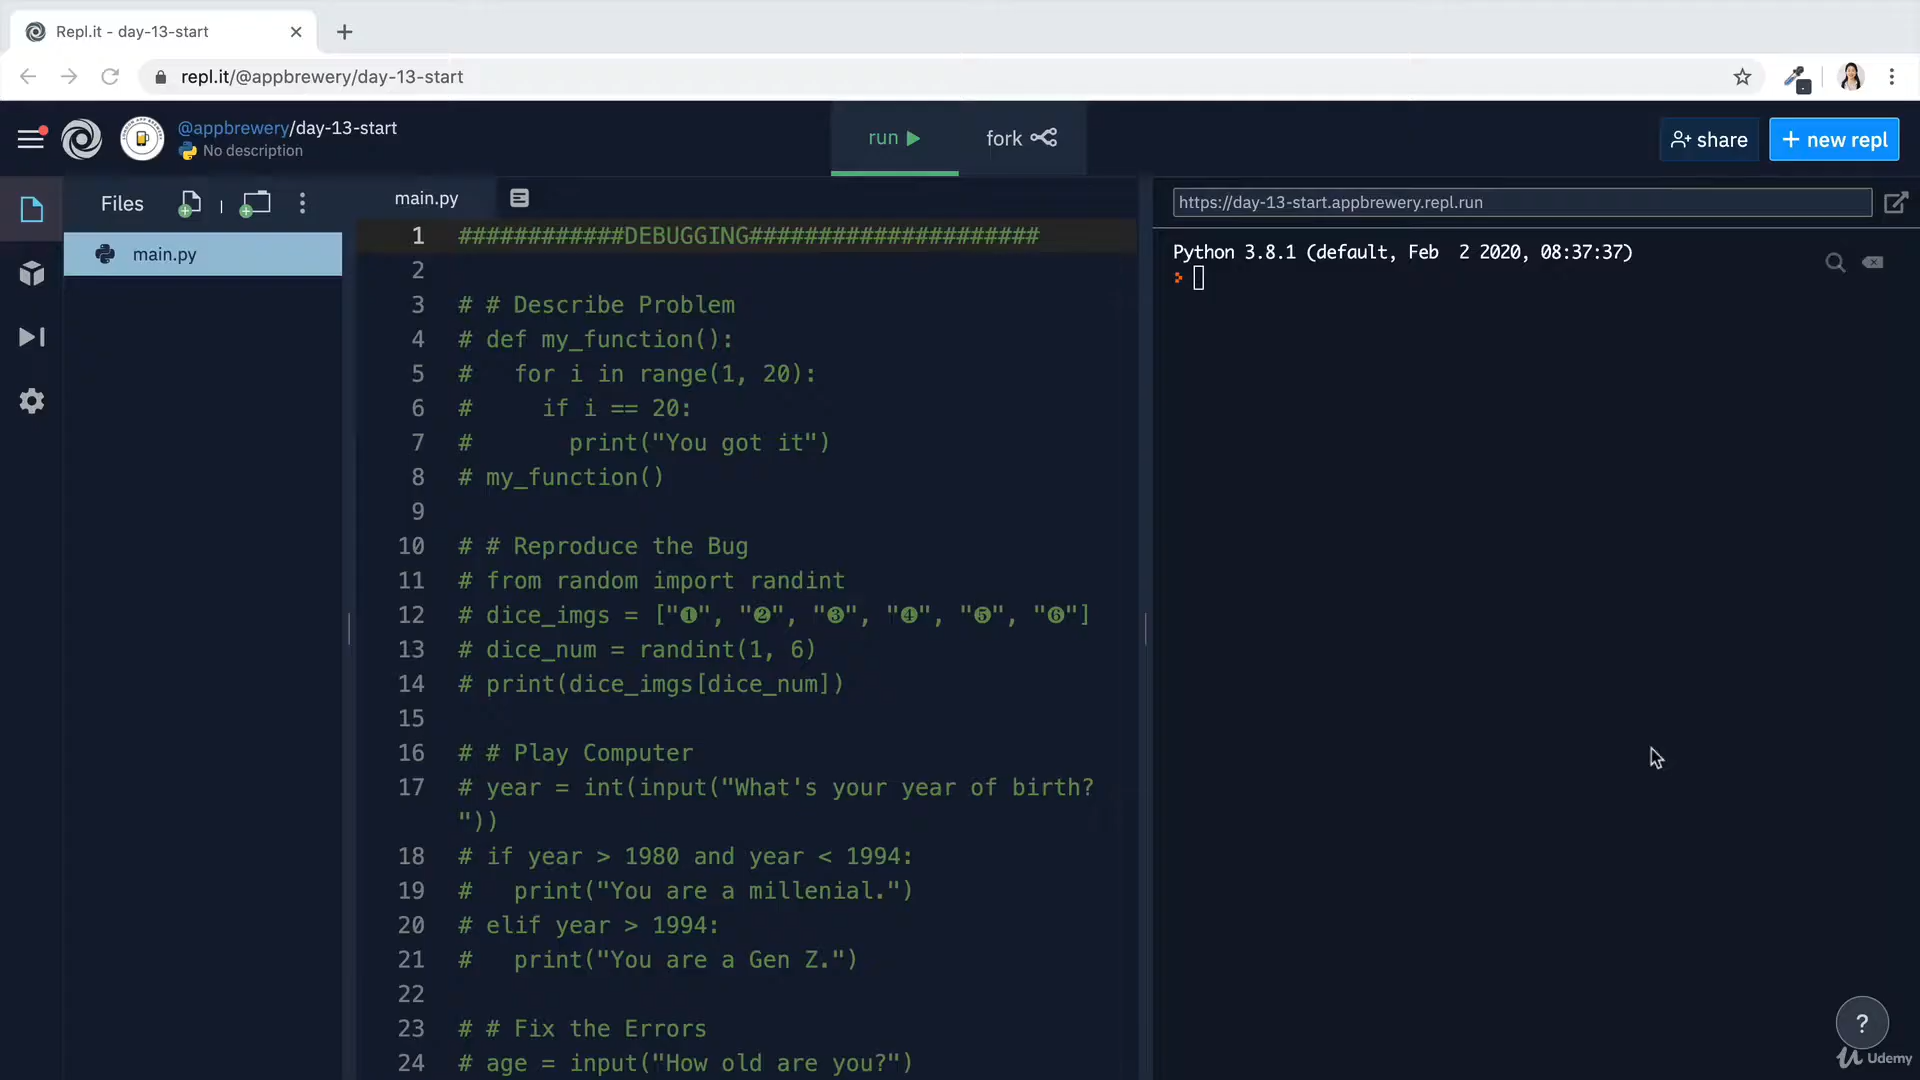 Repl.it - day-13-start
repl.it/@appbrewery/day-13-start
@appbrewery/day-13-start
No description
run
fork
share
+ new repl
Files
main.py
main.py
https://day-13-start.appbrewery.repl.run
1 ############DEBUGGING#####################
2
3 # # Describe Problem
4 # def my_function():
5 #   for i in range(1, 20):
6 #     if i == 20:
7 #       print("You got it")
8 # my_function()
9
10 # # Reproduce the Bug
11 # from random import randint
12 # dice_imgs = ["❶", "❷", "❸", "❹", "❺", "❻"]
13 # dice_num = randint(1, 6)
14 # print(dice_imgs[dice_num])
15
16 # # Play Computer
17 # year = int(input("What's your year of birth?
"))
18 # if year > 1980 and year < 1994:
19 #   print("You are a millenial.")
20 # elif year > 1994:
21 #   print("You are a Gen Z.")
22
23 # # Fix the Errors
24 # age = input("How old are you?")
Python 3.8.1 (default, Feb  2 2020, 08:37:37)
?
Udemy